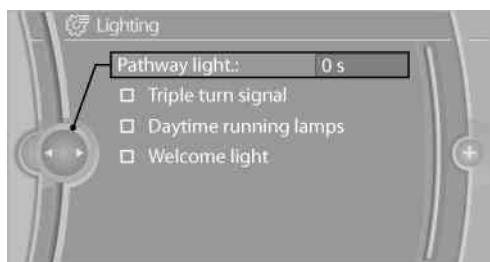 Lighting
Pathway light.: 0 s
Triple turn signal
Daytime running lamps
Welcome light